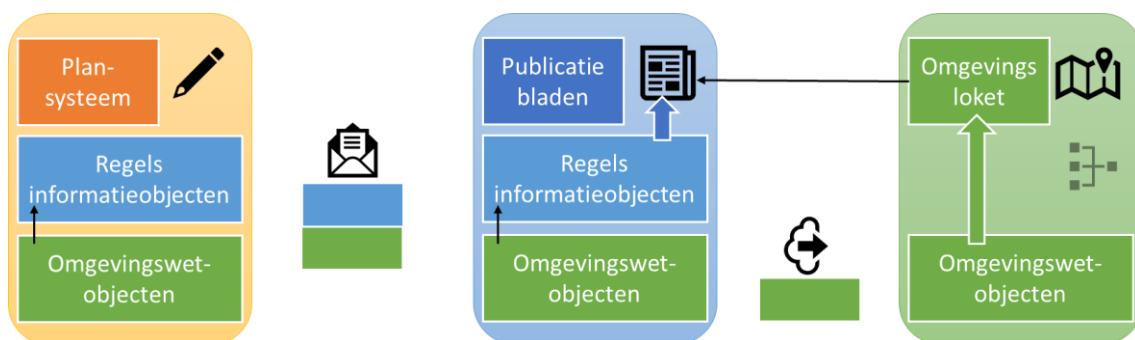 Plan-
systeem
Regels
informatieobjecten
Omgevingswet-
objecten
Publicatie
bladen
Regels
informatieobjecten
Omgevingswet-
objecten
Omgevings
loket
Omgevingswet-
objecten